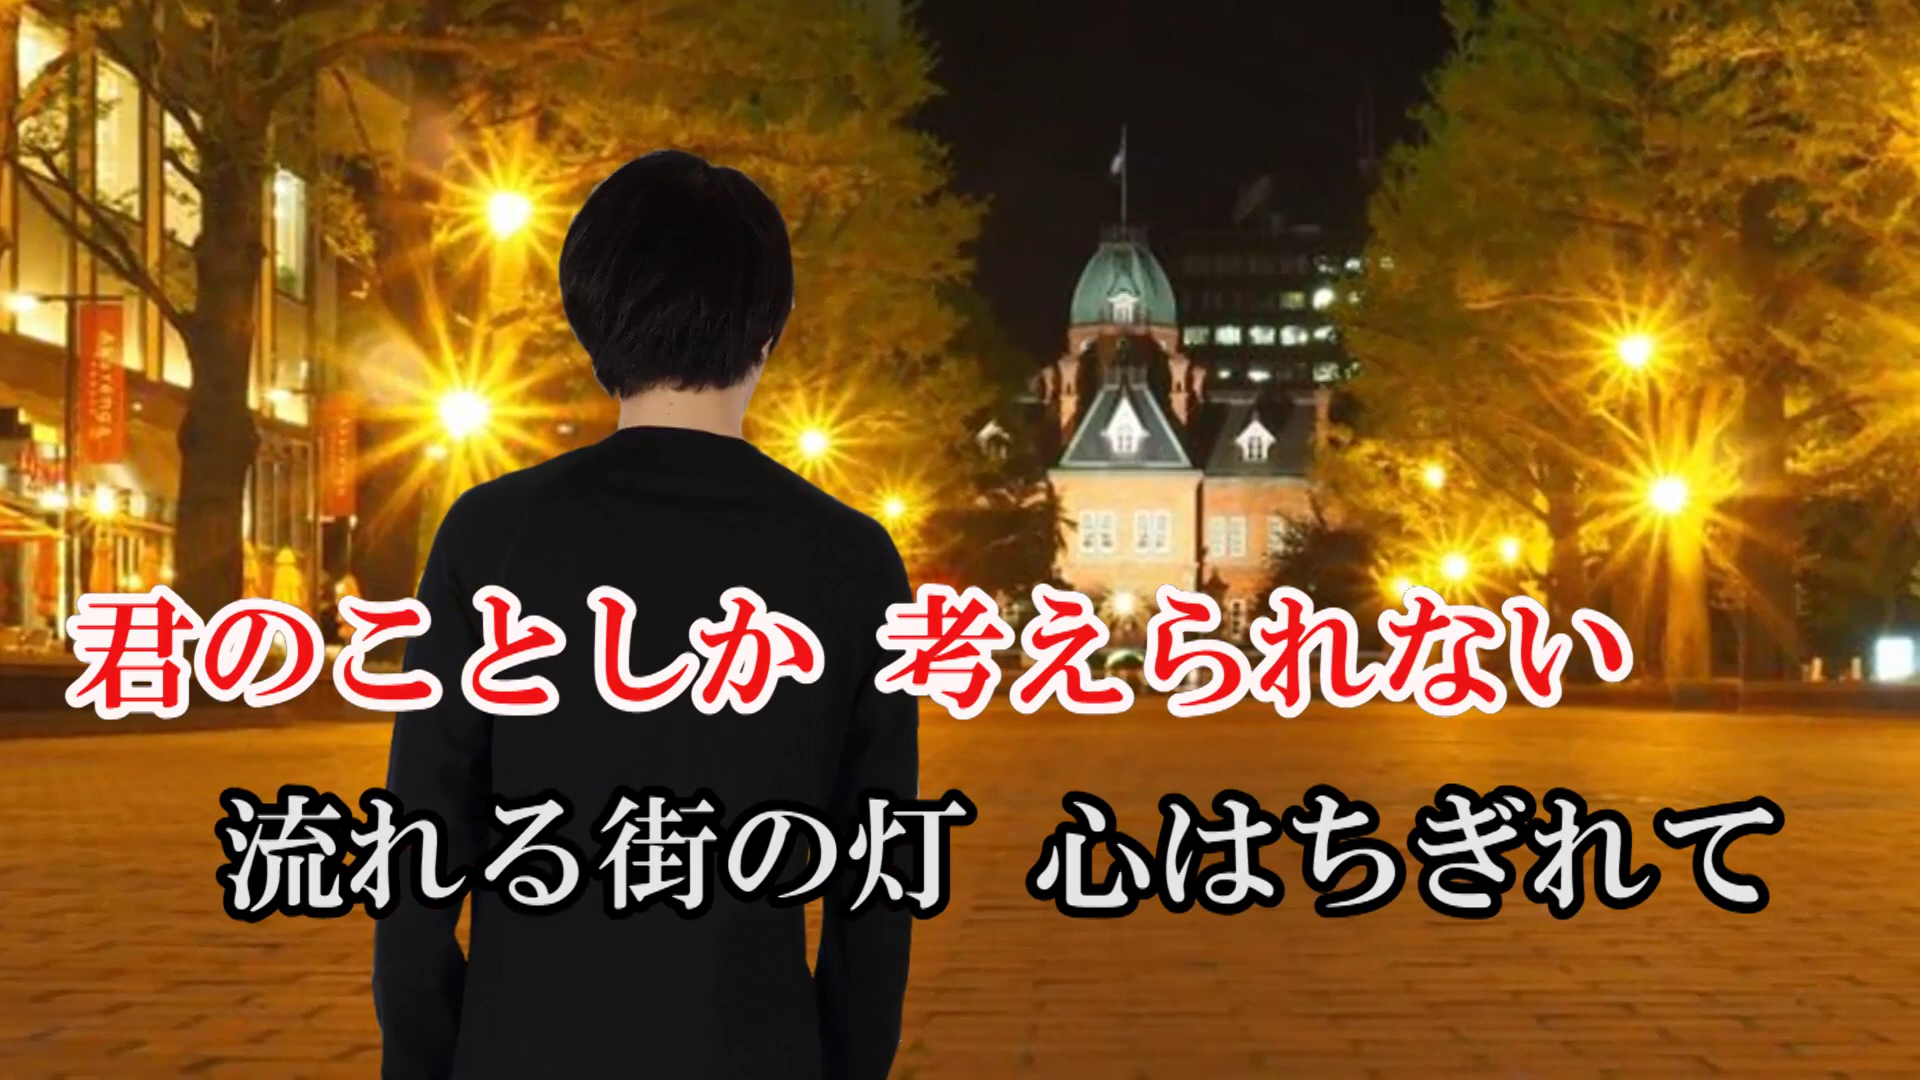 君のことしか 考えられない
流れる街の灯 心はちぎれて